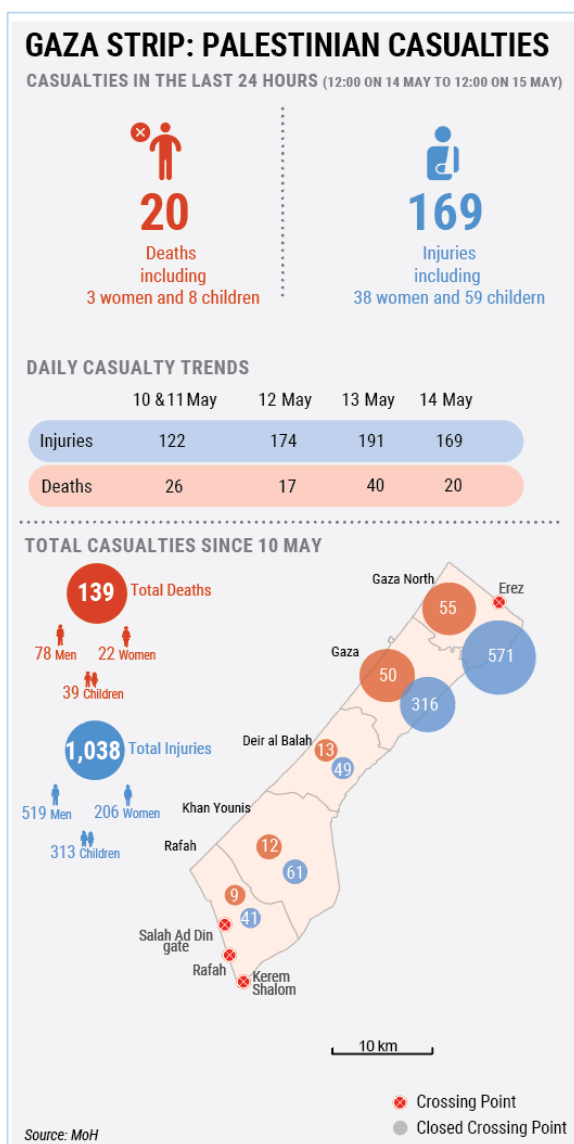 GAZA STRIP: PALESTINIAN CASUALTIES
CASUALTIES IN THE LAST 24 HOURS (12:00 ON 14 MAY TO 12:00 ON 15 MAY)
20
Deaths
including
3 women and 8 children
169
Injuries
including
38 women and 59 childern
DAILY CASUALTY TRENDS
10 &11 May 12 May 13 May 14 May
Injuries 122 174 191 169
Deaths 26 17 40 20
TOTAL CASUALTIES SINCE 10 MAY
139 Total Deaths
78 Men 22 Women
39 Children
1,038 Total Injuries
519 Men 206 Women
313 Children
Gaza North
Erez
55
571
Gaza
50
316
Deir al Balah
13
49
Khan Younis
12
61
Rafah
9
41
Salah Ad Din
gate
Rafah
Kerem
Shalom
10 km
Crossing Point
Closed Crossing Point
Source: MoH